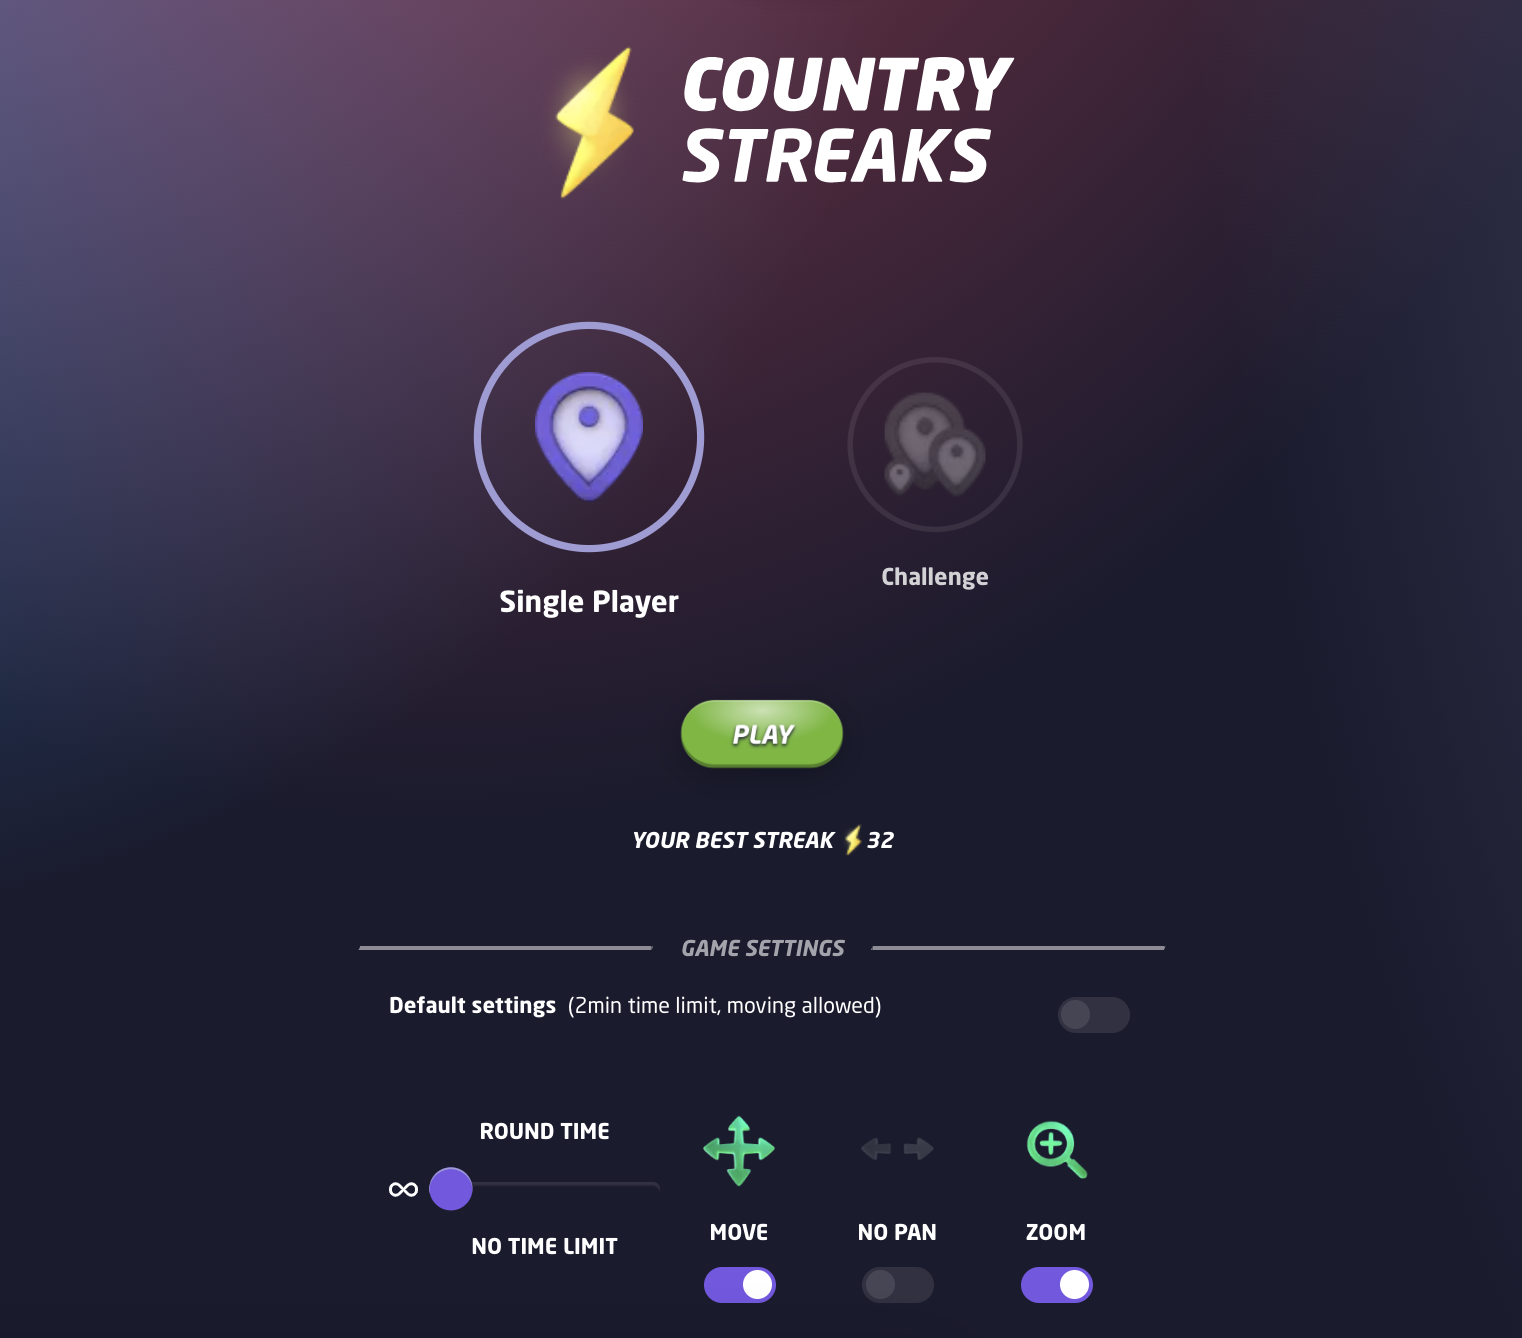 COUNTRY
STREAKS
Single Player
Challenge
PLAY
YOUR BEST STREAK ⚡32
GAME SETTINGS
Default settings (2min time limit, moving allowed)
ROUND TIME
∞
NO TIME LIMIT
MOVE
NO PAN
ZOOM